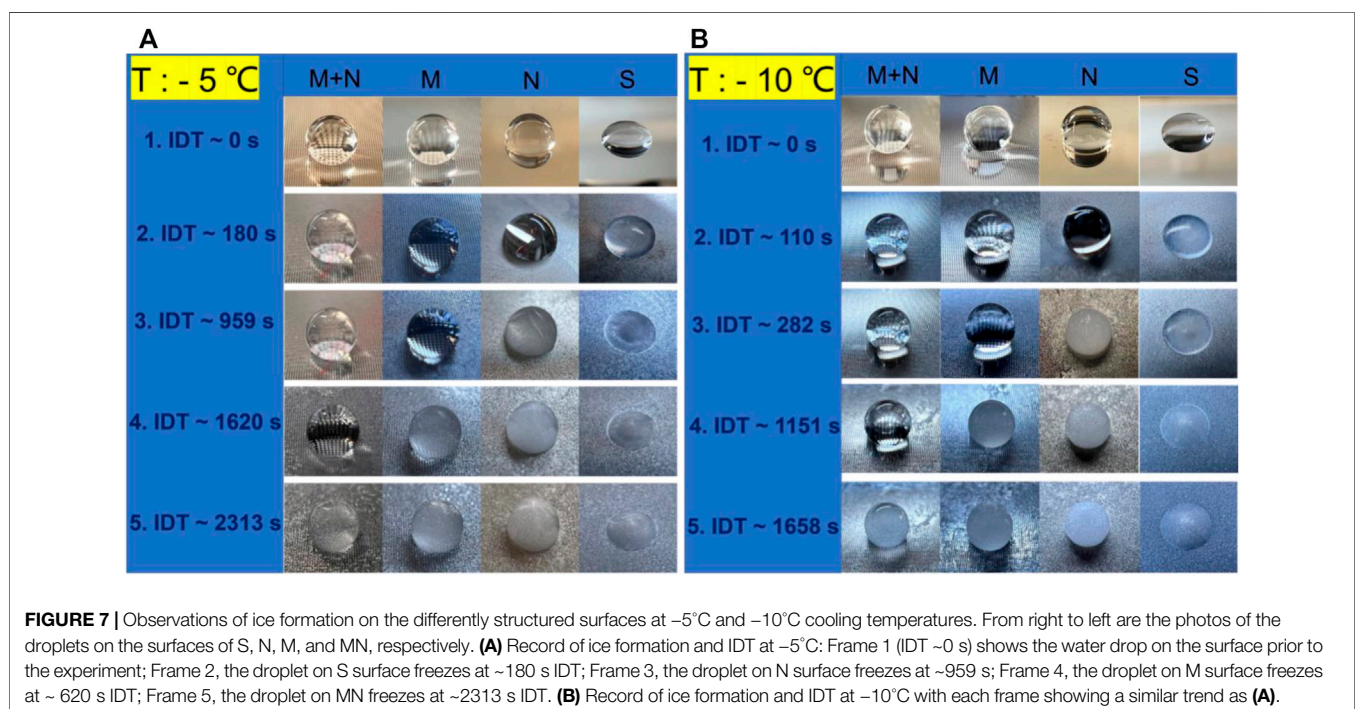 A
T : - 5 ℃
M+N M N S
1. IDT ~ 0 s
2. IDT ~ 180 s
3. IDT ~ 959 s
4. IDT ~ 1620 s
5. IDT ~ 2313 s
B
T : - 10 ℃
M+N M N S
1. IDT ~ 0 s
2. IDT ~ 110 s
3. IDT ~ 282 s
4. IDT ~ 1151 s
5. IDT ~ 1658 s
FIGURE 7 | Observations of ice formation on the differently structured surfaces at −5°C and −10°C cooling temperatures. From right to left are the photos of the
droplets on the surfaces of S, N, M, and MN, respectively. (A) Record of ice formation and IDT at −5°C: Frame 1 (IDT ~0 s) shows the water drop on the surface prior to
the experiment; Frame 2, the droplet on S surface freezes at ~180 s IDT; Frame 3, the droplet on N surface freezes at ~959 s; Frame 4, the droplet on M surface freezes
at ~ 620 s IDT; Frame 5, the droplet on MN freezes at ~2313 s IDT. (B) Record of ice formation and IDT at −10°C with each frame showing a similar trend as (A).